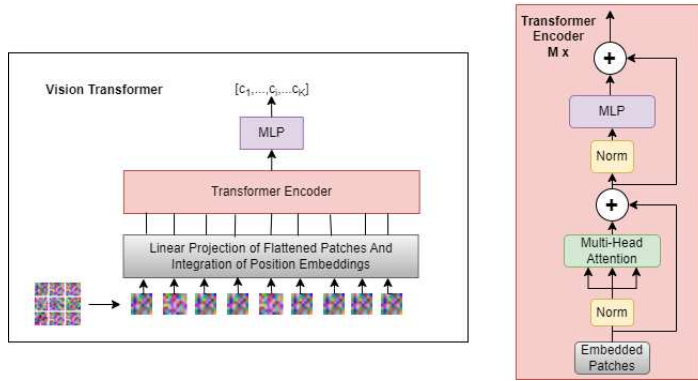 Vision Transformer
[c1,...,ci,...cK]
MLP
Transformer Encoder
Linear Projection of Flattened Patches And
Integration of Position Embeddings
Transformer
Encoder
M x
+
MLP
Norm
+
Multi-Head
Attention
Norm
Embedded
Patches